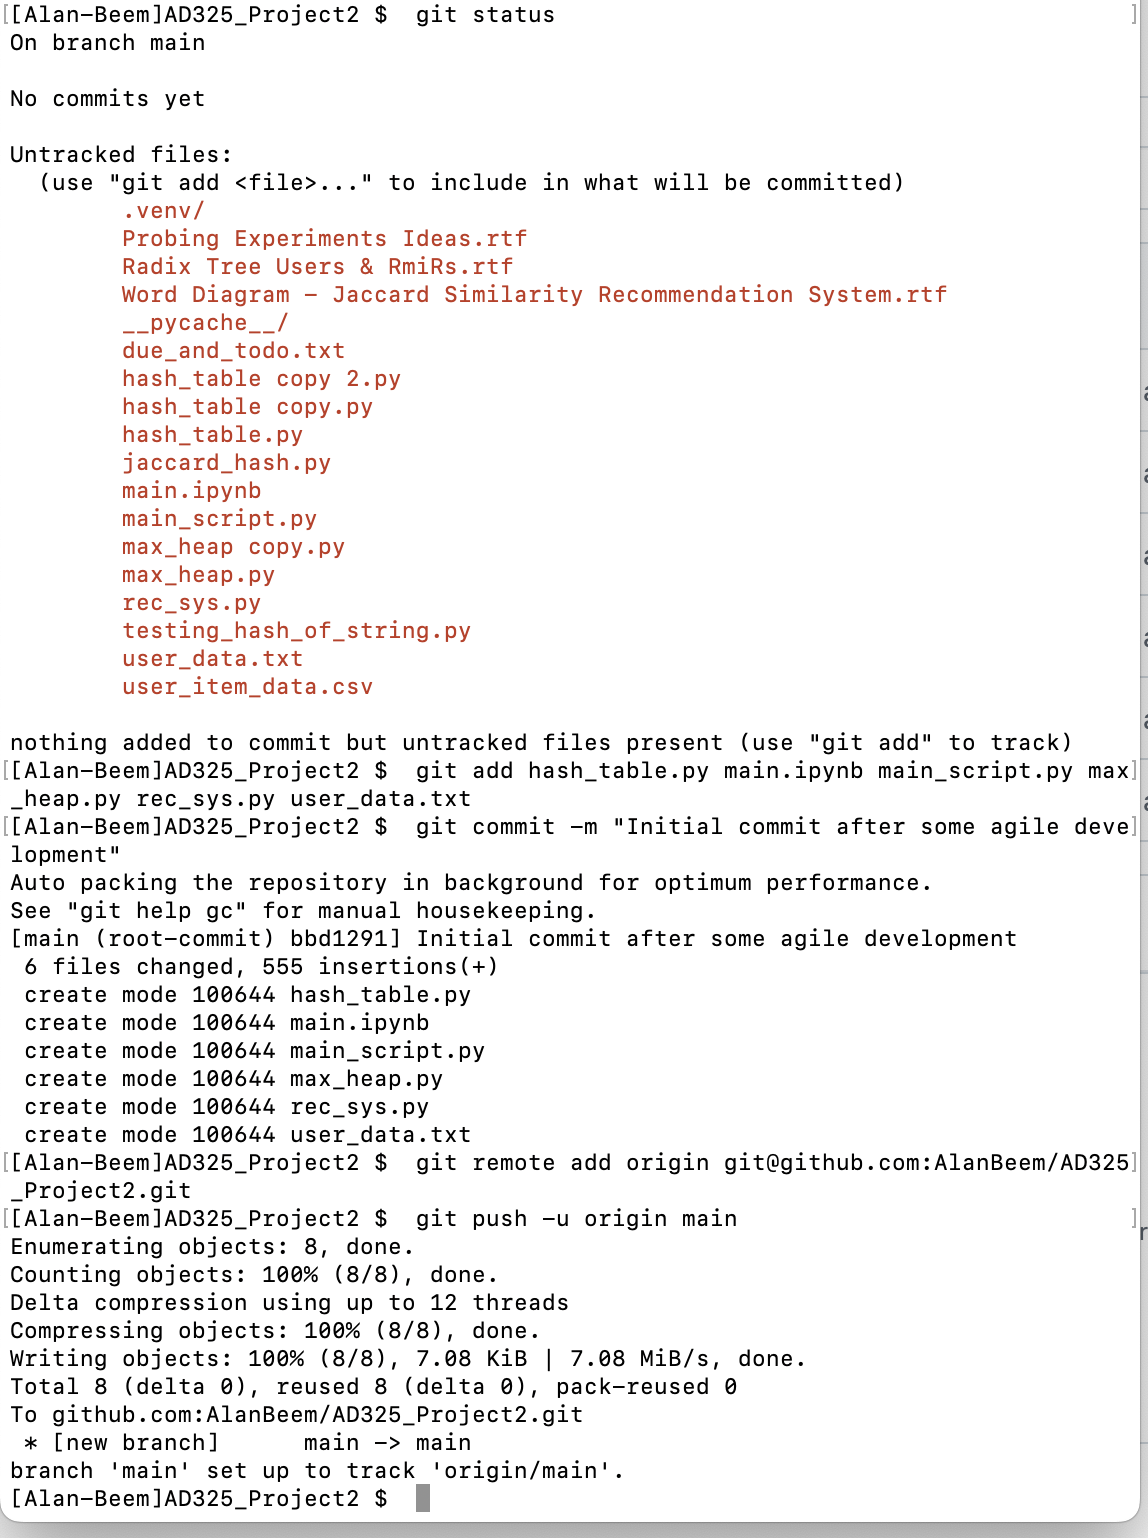 [[Alan-Beem]AD325_Project2 $  git status ]
On branch main

No commits yet

Untracked files:
  (use "git add <file>..." to include in what will be committed)
        .venv/
        Probing Experiments Ideas.rtf
        Radix Tree Users & RmiRs.rtf
        Word Diagram - Jaccard Similarity Recommendation System.rtf
        __pycache__/
        due_and_todo.txt
        hash_table copy 2.py
        hash_table copy.py
        hash_table.py
        jaccard_hash.py
        main.ipynb
        main_script.py
        max_heap copy.py
        max_heap.py
        rec_sys.py
        testing_hash_of_string.py
        user_data.txt
        user_item_data.csv

nothing added to commit but untracked files present (use "git add" to track)
[[Alan-Beem]AD325_Project2 $  git add hash_table.py main.ipynb main_script.py max]
_heap.py rec_sys.py user_data.txt
[[Alan-Beem]AD325_Project2 $  git commit -m "Initial commit after some agile deve]
lopment"
Auto packing the repository in background for optimum performance.
See "git help gc" for manual housekeeping.
[main (root-commit) bbd1291] Initial commit after some agile development
 6 files changed, 555 insertions(+)
 create mode 100644 hash_table.py
 create mode 100644 main.ipynb
 create mode 100644 main_script.py
 create mode 100644 max_heap.py
 create mode 100644 rec_sys.py
 create mode 100644 user_data.txt
[[Alan-Beem]AD325_Project2 $  git remote add origin git@github.com:AlanBeem/AD325]
_Project2.git
[[Alan-Beem]AD325_Project2 $  git push -u origin main ]
Enumerating objects: 8, done.
Counting objects: 100% (8/8), done.
Delta compression using up to 12 threads
Compressing objects: 100% (8/8), done.
Writing objects: 100% (8/8), 7.08 KiB | 7.08 MiB/s, done.
Total 8 (delta 0), reused 8 (delta 0), pack-reused 0
To github.com:AlanBeem/AD325_Project2.git
 * [new branch]      main -> main
branch 'main' set up to track 'origin/main'.
[Alan-Beem]AD325_Project2 $